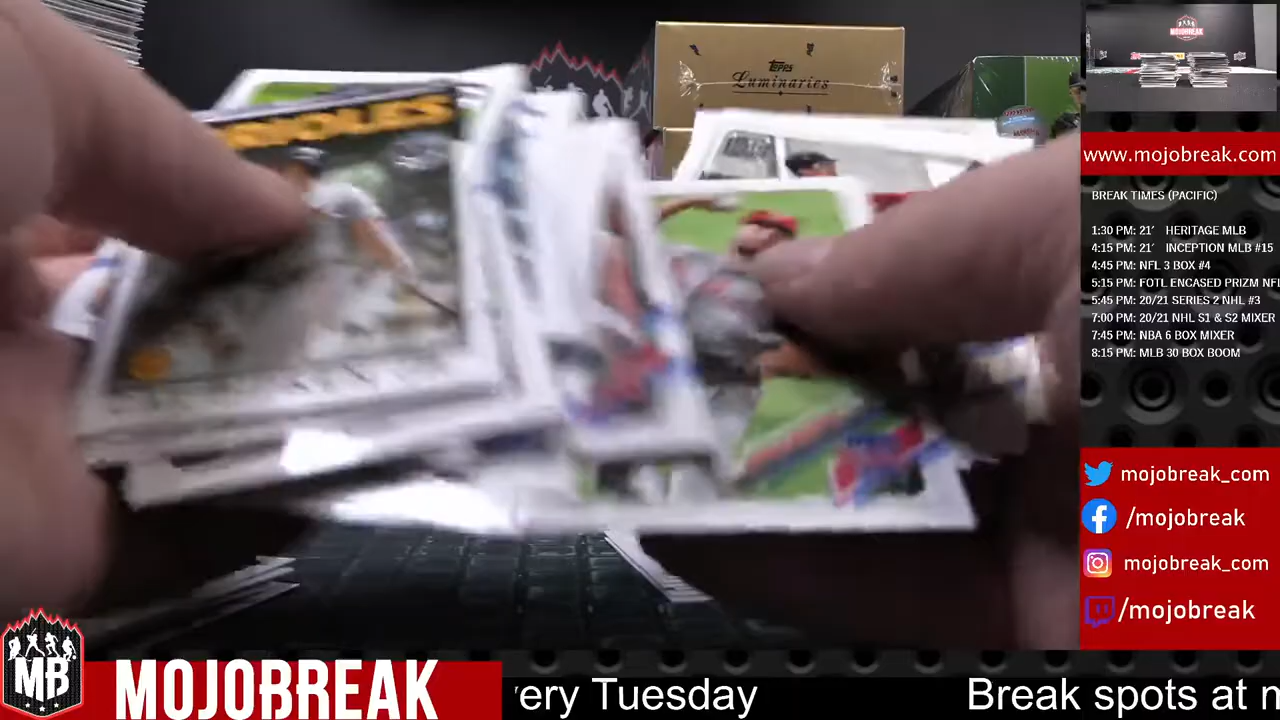 TOPPS
Luminaries
MOJOBREAK
www.mojobreak.com
BREAK TIMES (PACIFIC)
1:30 PM: 21′ HERITAGE MLB
4:15 PM: 21′ INCEPTION MLB #15
4:45 PM: NFL 3 BOX #4
5:15 PM: FOTL ENCASED PRIZM NFL
5:45 PM: 20/21 SERIES 2 NHL #3
7:00 PM: 20/21 NHL S1 & S2 MIXER
7:45 PM: NBA 6 BOX MIXER
8:15 PM: MLB 30 BOX BOOM
mojobreak_com
/mojobreak
mojobreak_com
/mojobreak
MB
MOJOBREAK
very Tuesday
Break spots at